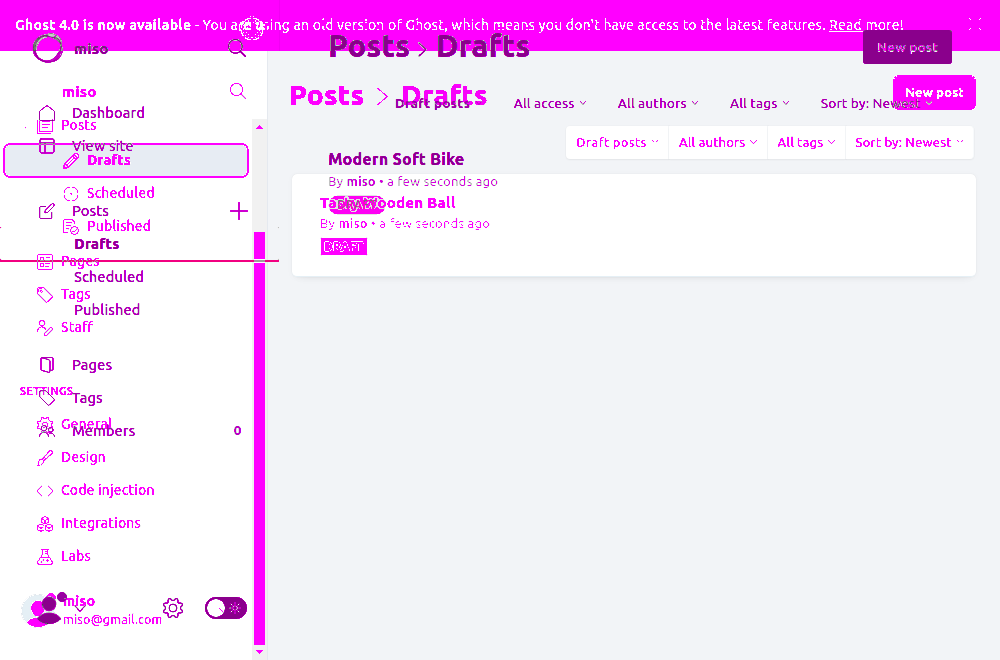 Ghost 4.0 is now available - You are using an old version of Ghost, which means you don't have access to the latest features. Read more!
miso
Posts > Drafts
New post
miso
Posts > Drafts
New post
Draft posts
All access
All authors
All tags
Sort by: Newest
Dashboard
Posts
View site
Draft posts
All authors
All tags
Sort by: Newest
Drafts
Modern Soft Bike
By miso • a few seconds ago
Scheduled
Posts
Tasty Wooden Ball
By miso • a few seconds ago
Published
Drafts
DRAFT
Pages
Scheduled
Tags
Published
Staff
Pages
SETTINGS
Tags
General
Members
0
Design
Code injection
Integrations
Labs
miso
miso@gmail.com